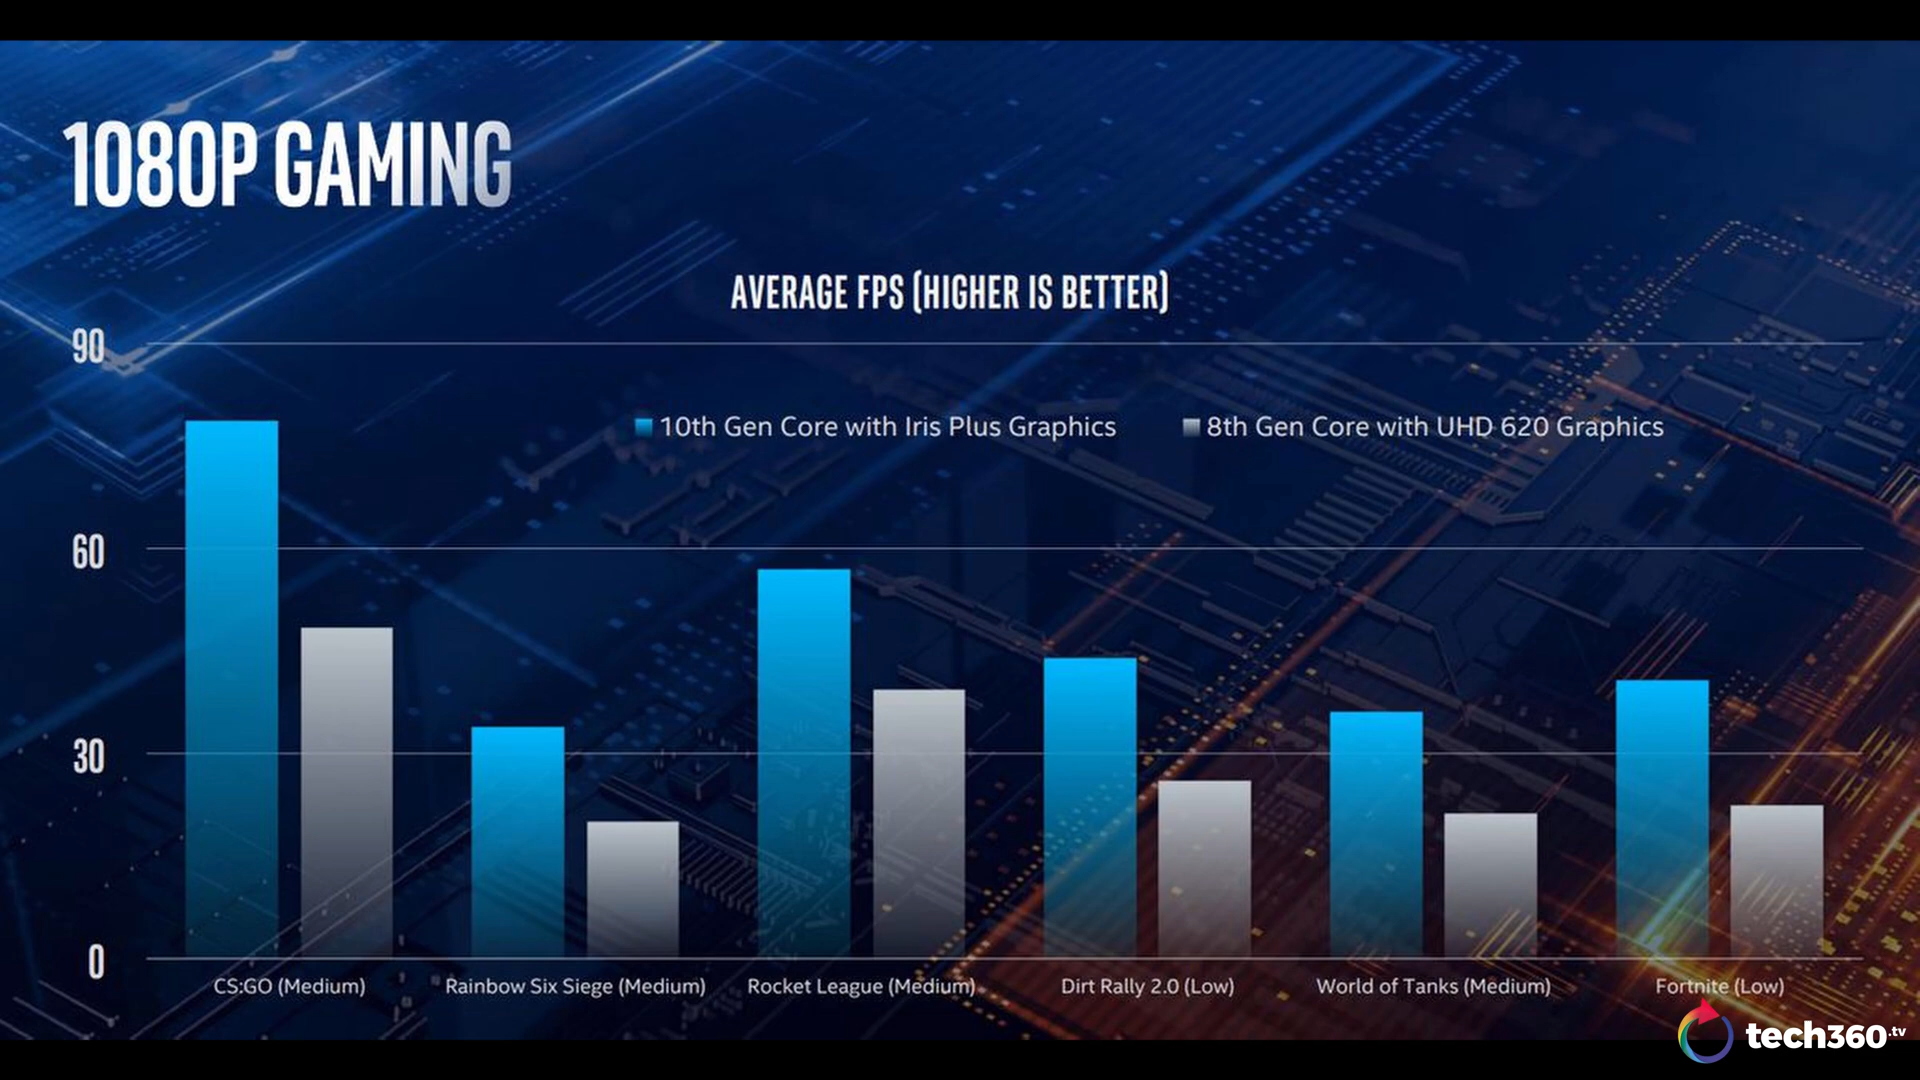 1080P GAMING
AVERAGE FPS (HIGHER IS BETTER)
90
10th Gen Core with Iris Plus Graphics
8th Gen Core with UHD 620 Graphics
60
30
0
CS:GO (Medium)
Rainbow Six Siege (Medium)
Rocket League (Medium)
Dirt Rally 2.0 (Low)
World of Tanks (Medium)
Fortnite (Low)
tech360.tv